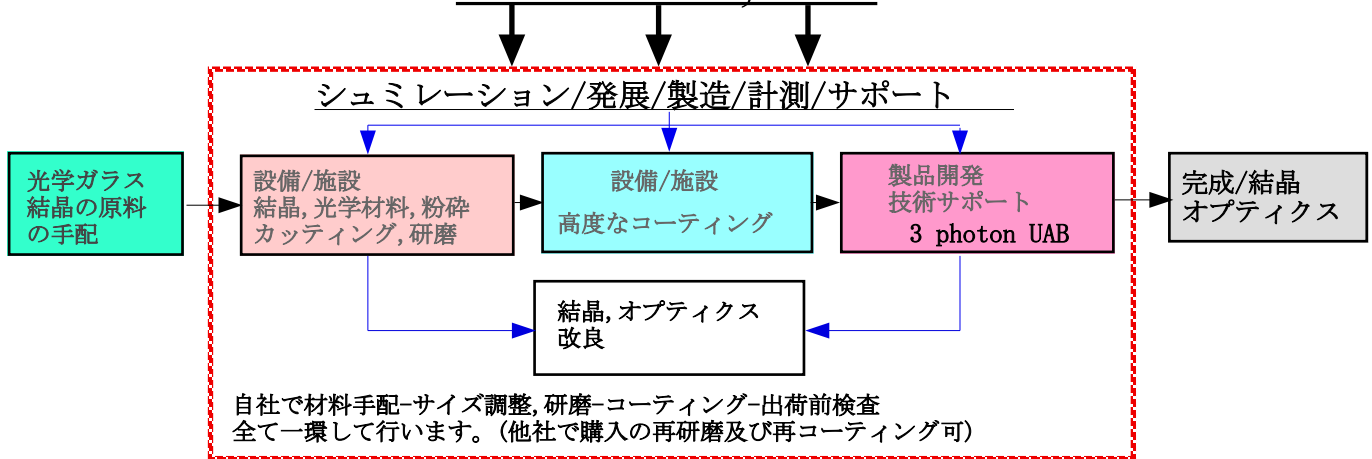 シュミレーション/発展/製造/計測/サポート
光学ガラス
結晶の原料
の手配
設備/施設
結晶,光学材料,粉砕
カッティング,研磨
設備/施設
高度なコーティング
製品開発
技術サポート
3 photon UAB
完成/結晶
オプティクス
結晶,オプティクス
改良
自社で材料手配-サイズ調整,研磨-コーティング-出荷前検査
全て一環して行います。(他社で購入の再研磨及び再コーティング可)